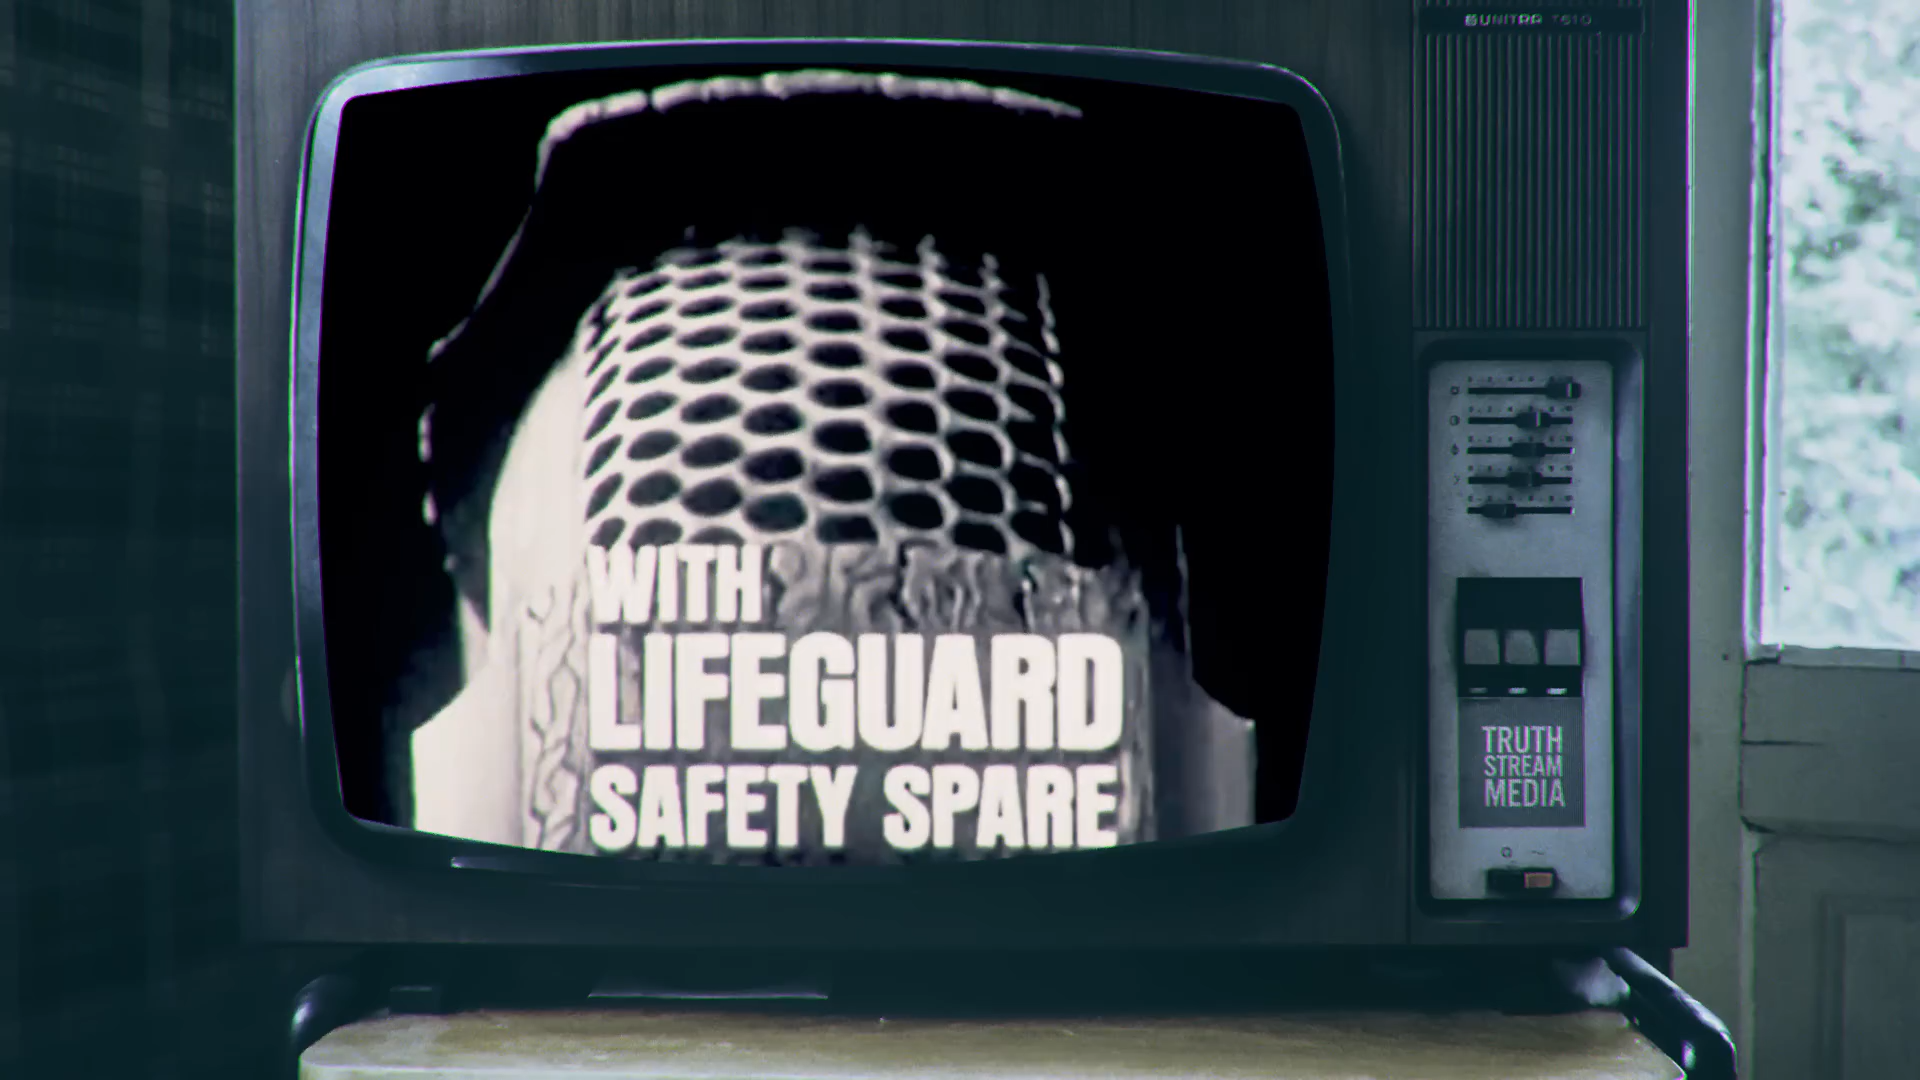 WITH
LIFEGUARD
SAFETY SPARE
TRUTH
STREAM
MEDIA